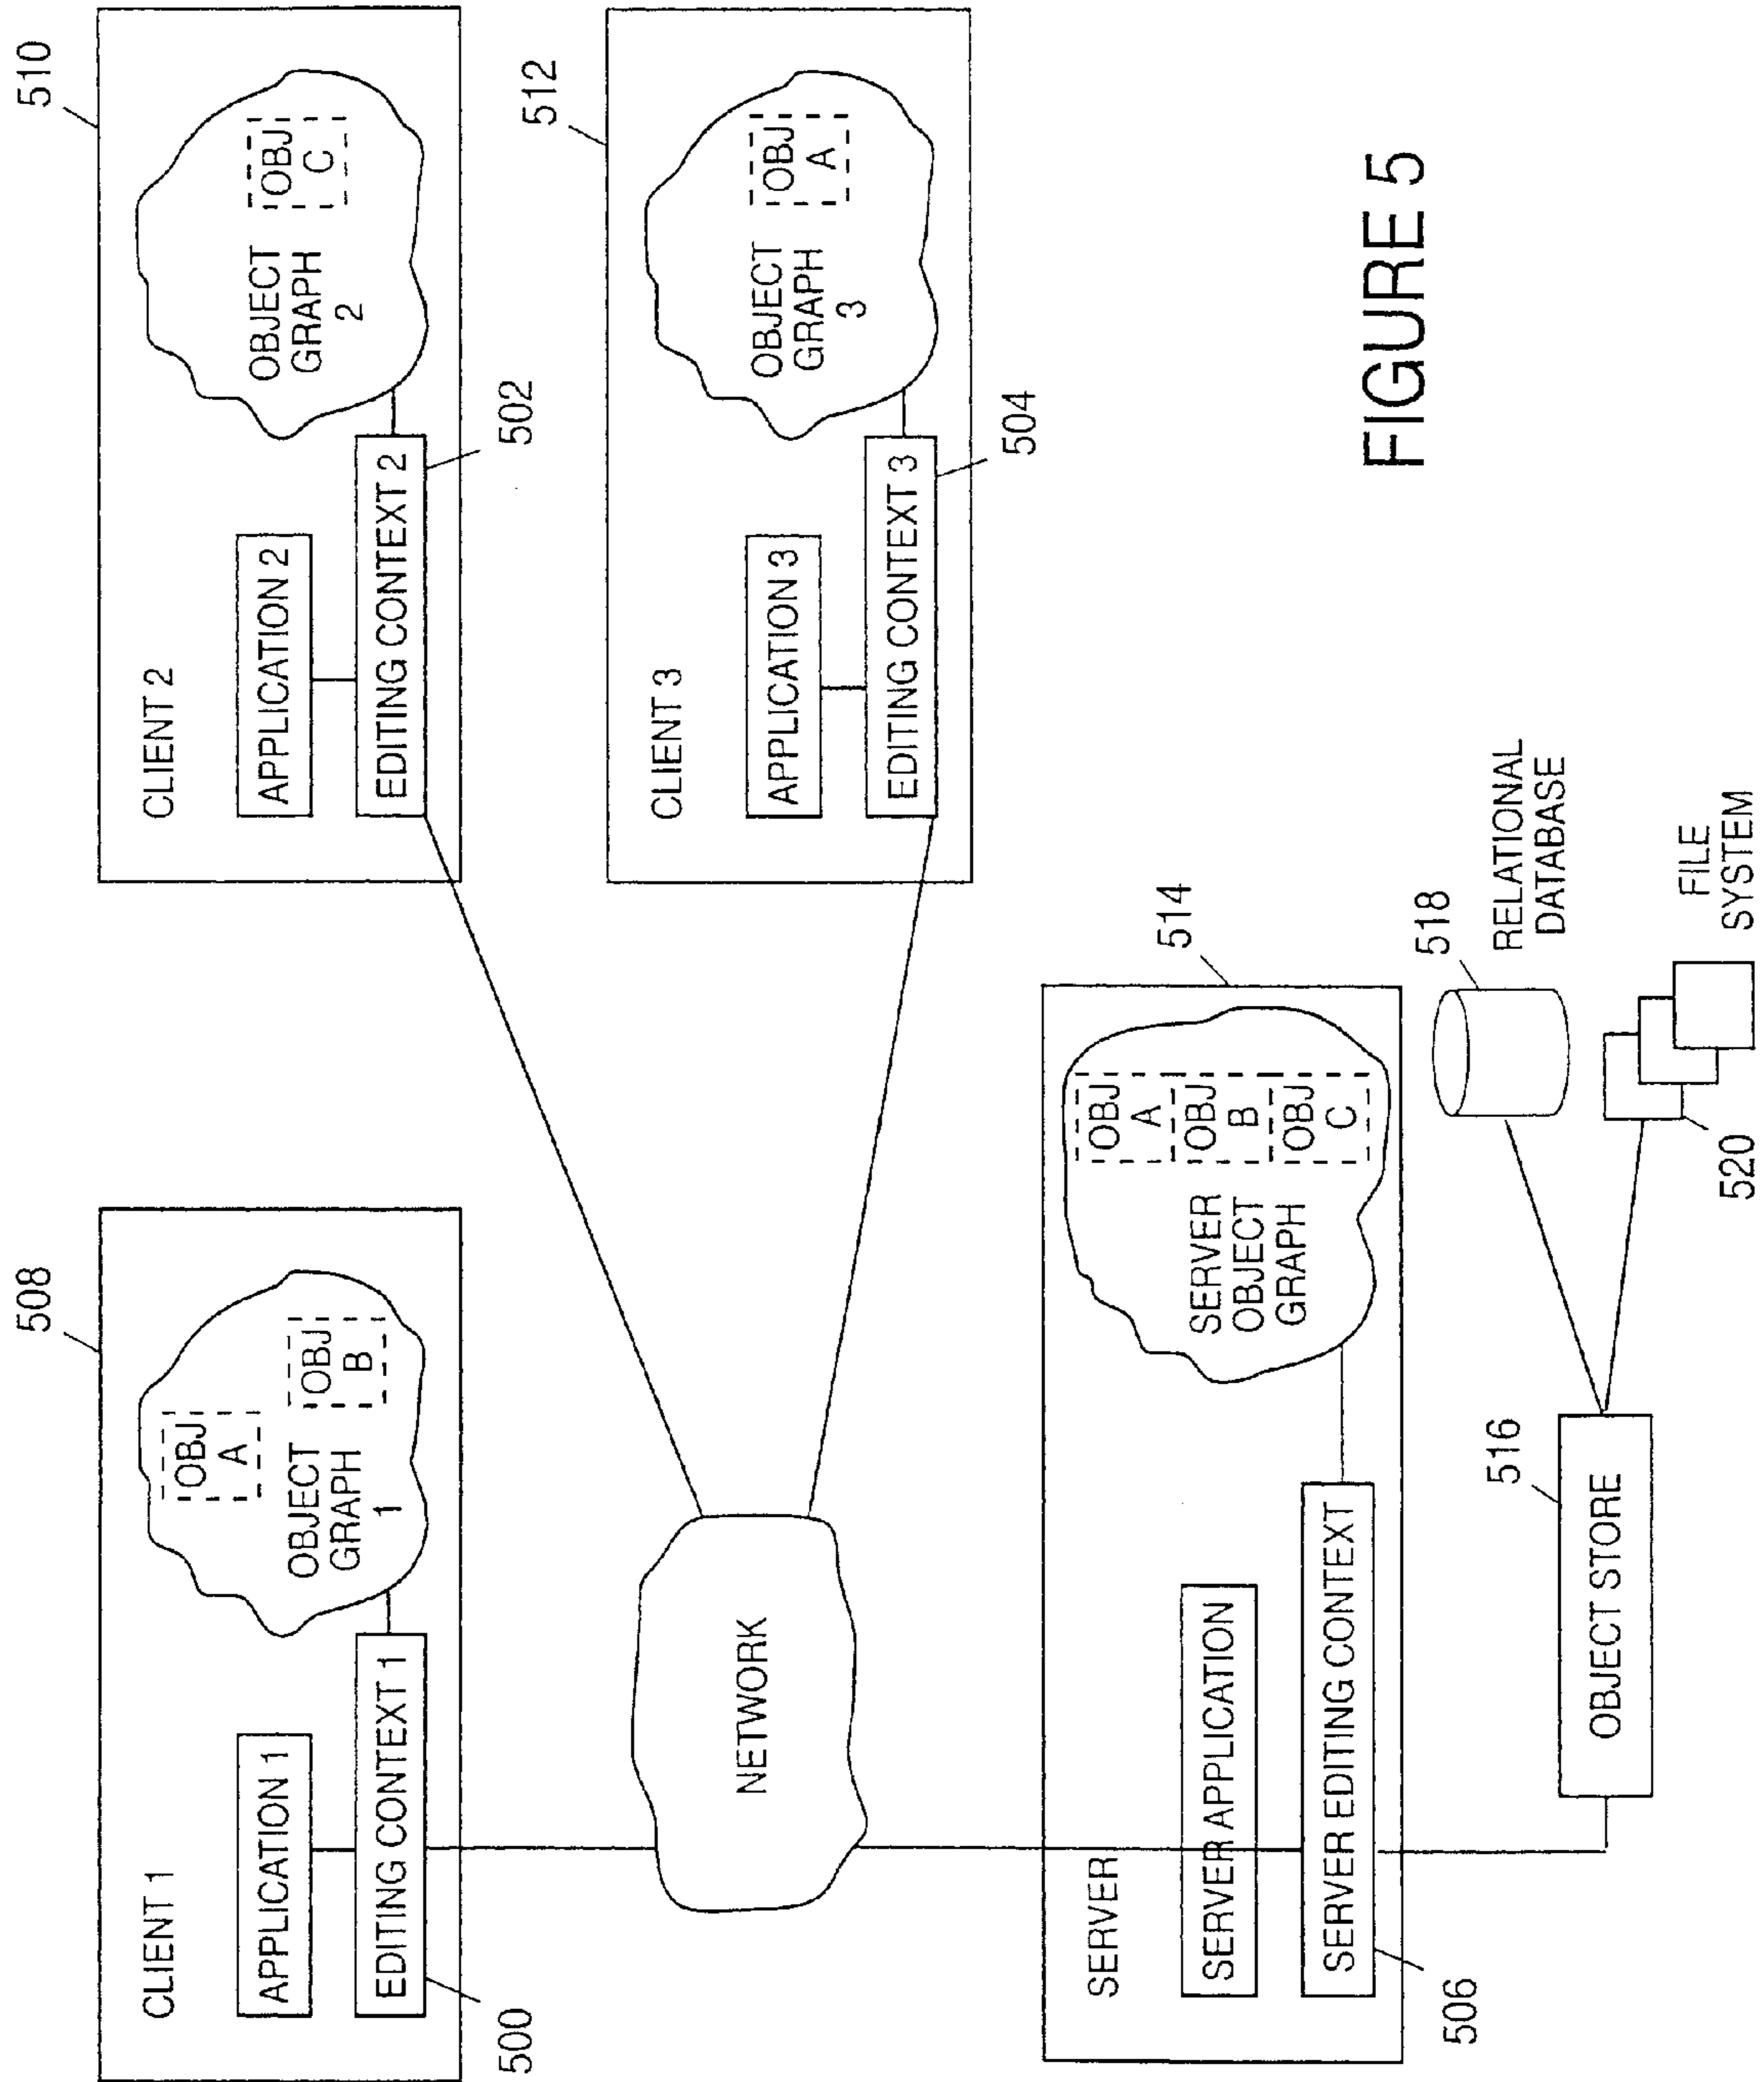 508
CLIENT 1
APPLICATION 1
EDITING CONTEXT 1
500
OBJ
A
OBJECT
GRAPH
1
OBJ
B
510
CLIENT 2
APPLICATION 2
EDITING CONTEXT 2
502
OBJECT
GRAPH
2
OBJ
C
NETWORK
512
CLIENT 3
APPLICATION 3
EDITING CONTEXT 3
504
OBJECT
GRAPH
3
OBJ
A
SERVER
SERVER APPLICATION
SERVER EDITING CONTEXT
506
SERVER
OBJECT
GRAPH
OBJ
A
OBJ
B
OBJ
C
514
516
OBJECT STORE
518
RELATIONAL
DATABASE
520
FILE
SYSTEM
FIGURE 5